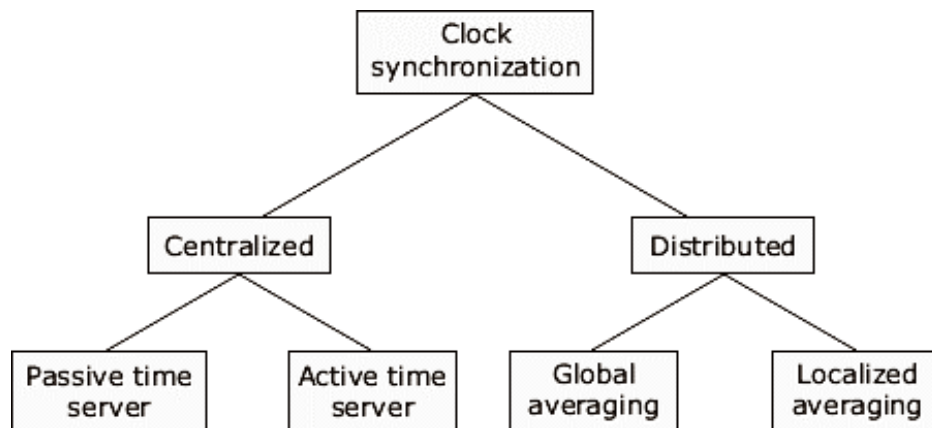 Clock
synchronization
Centralized
Distributed
Passive time
server
Active time
server
Global
averaging
Localized
averaging